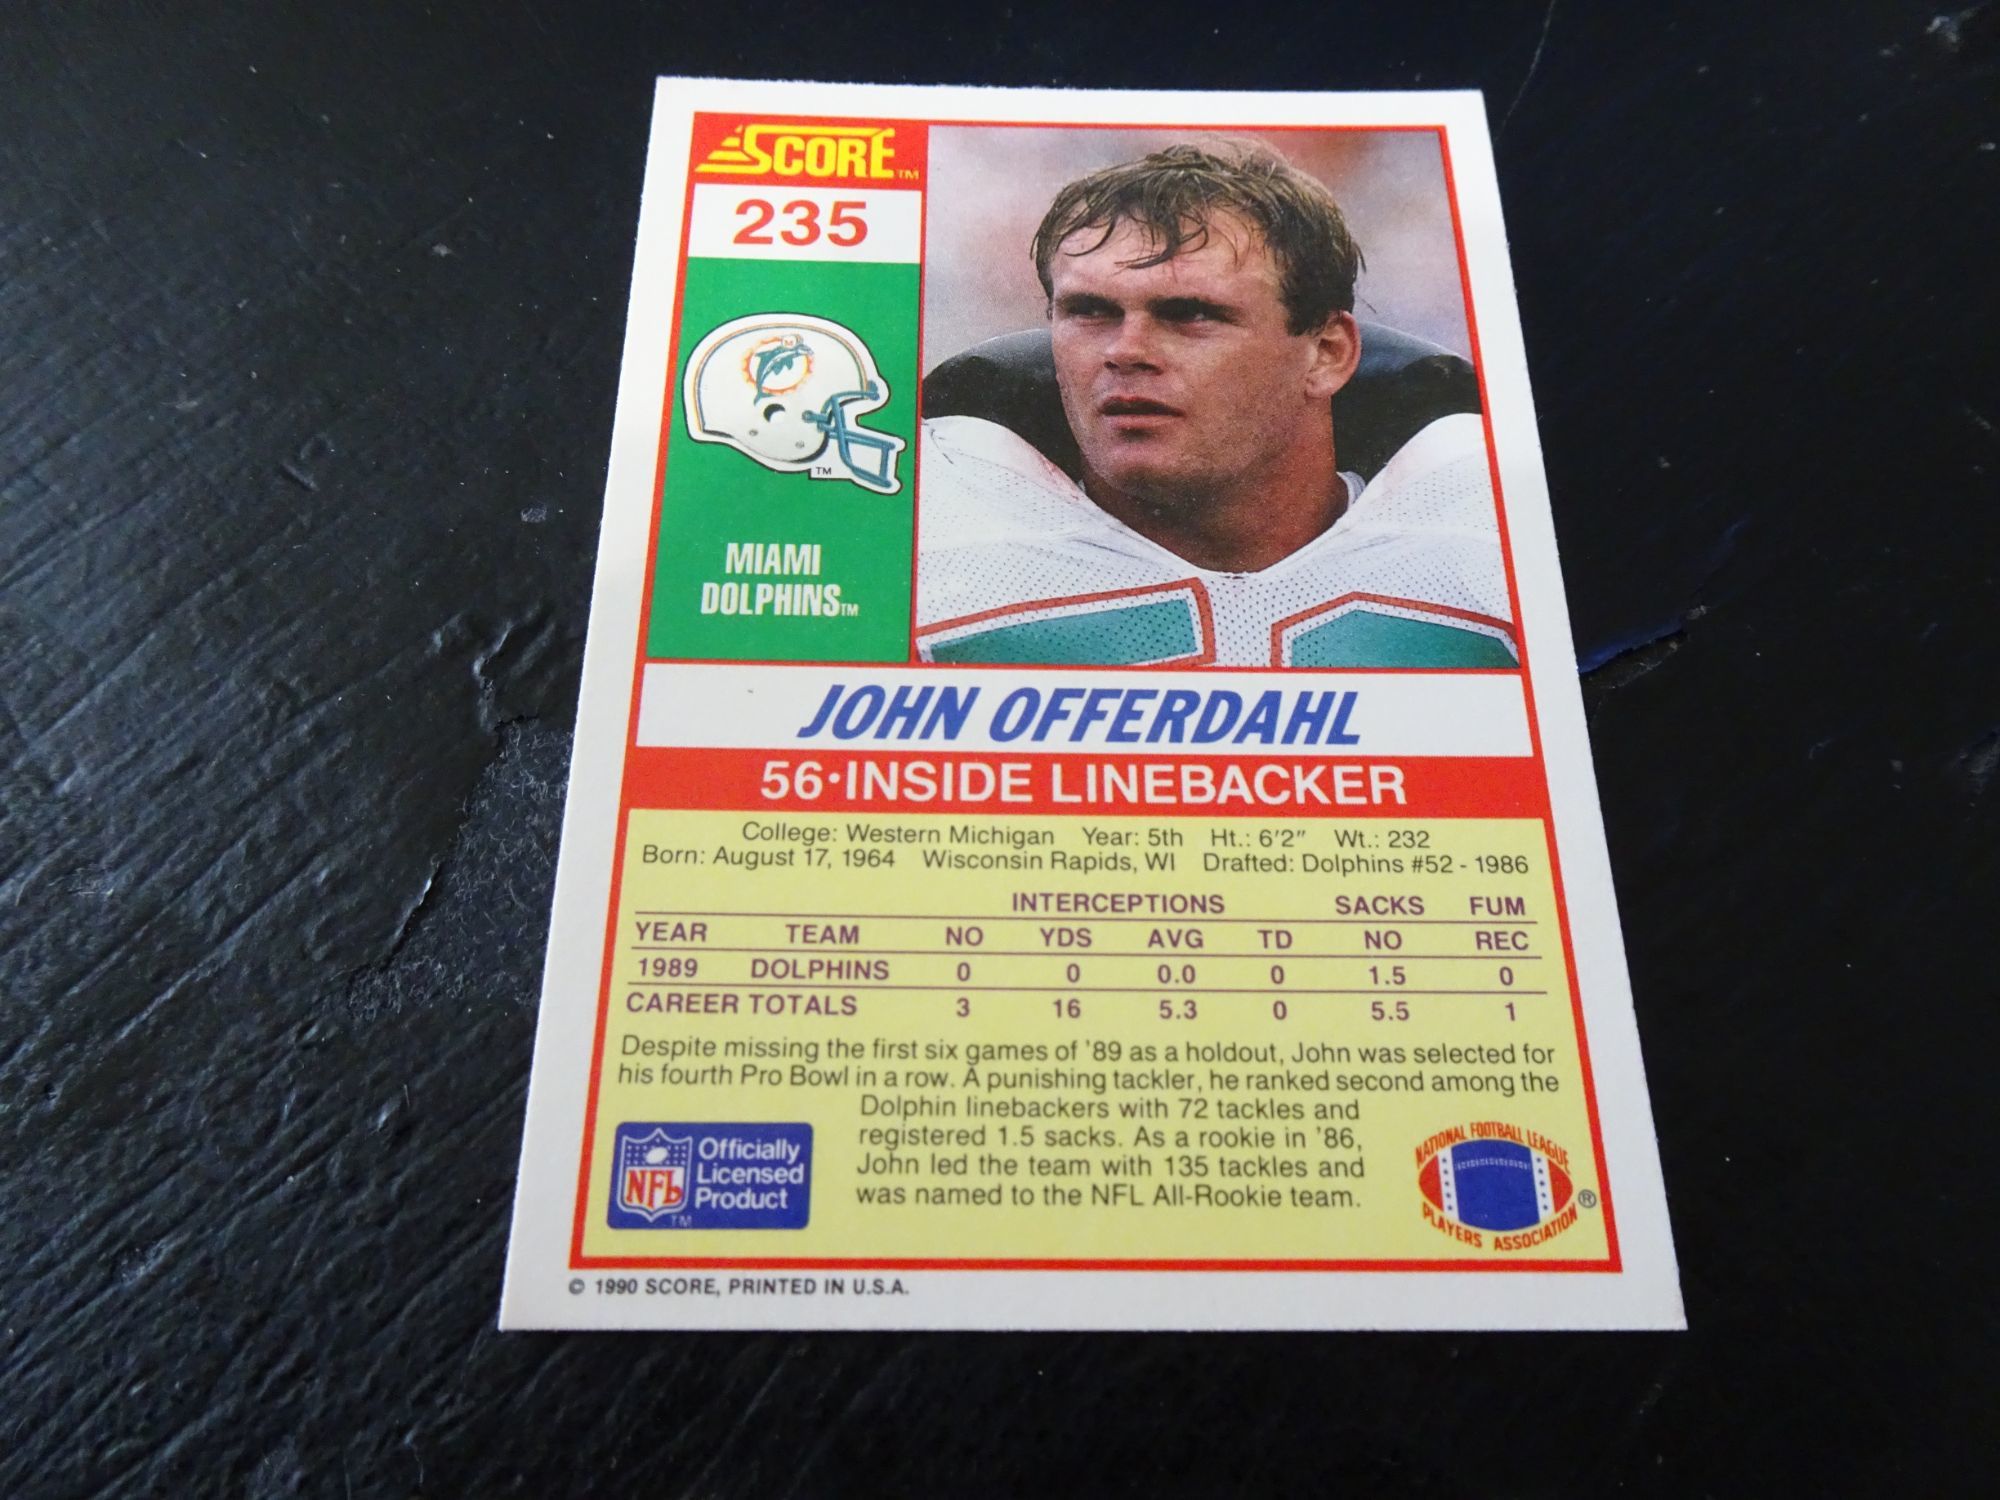 SCORE™
235
MIAMI
DOLPHINS™
TM
JOHN OFFERDAHL
56·INSIDE LINEBACKER
College: Western Michigan Year: 5th Ht.: 6'2" Wt.: 232
Born: August 17, 1964 Wisconsin Rapids, WI Drafted: Dolphins #52 - 1986
INTERCEPTIONS SACKS FUM
YEAR TEAM NO YDS AVG TD NO REC
1989 DOLPHINS 0 0 0.0 0 1.5 0
CAREER TOTALS 3 16 5.3 0 5.5 1
Despite missing the first six games of '89 as a holdout, John was selected for
his fourth Pro Bowl in a row. A punishing tackler, he ranked second among the
Dolphin linebackers with 72 tackles and
registered 1.5 sacks. As a rookie in '86,
John led the team with 135 tackles and
was named to the NFL All-Rookie team.
NFL
TM
Officially
Licensed
Product
NATIONAL FOOTBALL LEAGUE
PLAYERS ASSOCIATION ®
© 1990 SCORE, PRINTED IN U.S.A.